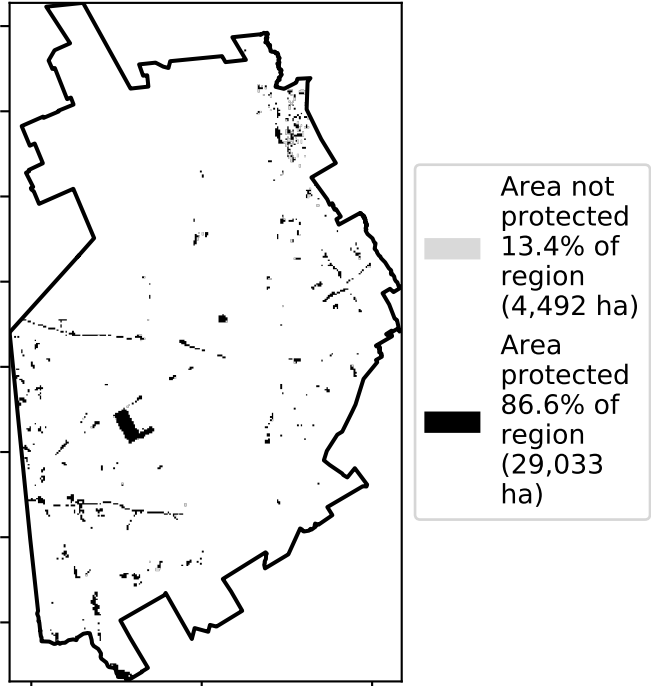 Area not
protected
13.4% of
region
(4,492 ha)
Area
protected
86.6% of
region
(29,033
ha)